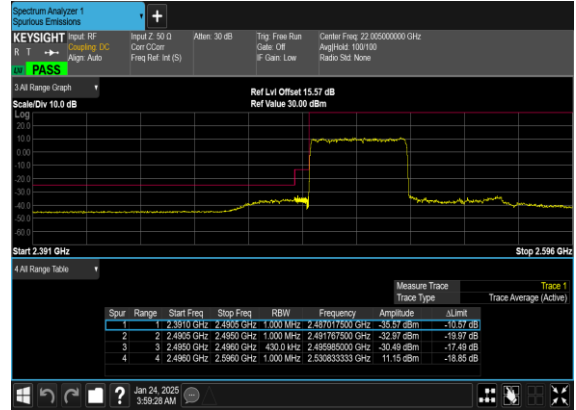 Spectrum Analyzer 1
Spurious Emissions
+
KEYSIGHT Input: RF Input Z: 50 Ω Atten: 30 dB Trig: Free Run Center Freq: 22.005000000 GHz
R T Coupling: DC Corr CCorr Gate: Off Avg|Hold: 100/100
Align: Auto Freq Ref: Int (S) IF Gain: Low Radio Std: None
PASS
3 All Range Graph
Ref Lvl Offset 15.57 dB
Scale/Div 10.0 dB Ref Value 30.00 dBm
Log
20.0
10.0
0.00
-10.0
-20.0
-30.0
-40.0
-50.0
-60.0
Start 2.391 GHz Stop 2.596 GHz
4 All Range Table
Measure Trace Trace 1
Trace Type Trace Average (Active)
Spur Range Start Freq Stop Freq RBW Frequency Amplitude ΔLimit
1 1 2.3910 GHz 2.4905 GHz 1.000 MHz 2.487017500 GHz -35.57 dBm -10.57 dB
2 2 2.4905 GHz 2.4950 GHz 1.000 MHz 2.491767500 GHz -32.97 dBm -19.97 dB
3 3 2.4950 GHz 2.4960 GHz 430.0 kHz 2.495985000 GHz -30.49 dBm -17.49 dB
4 4 2.4960 GHz 2.5960 GHz 1.000 MHz 2.530833333 GHz 11.15 dBm -18.85 dB
? Jan 24, 2025
3:59:28 AM